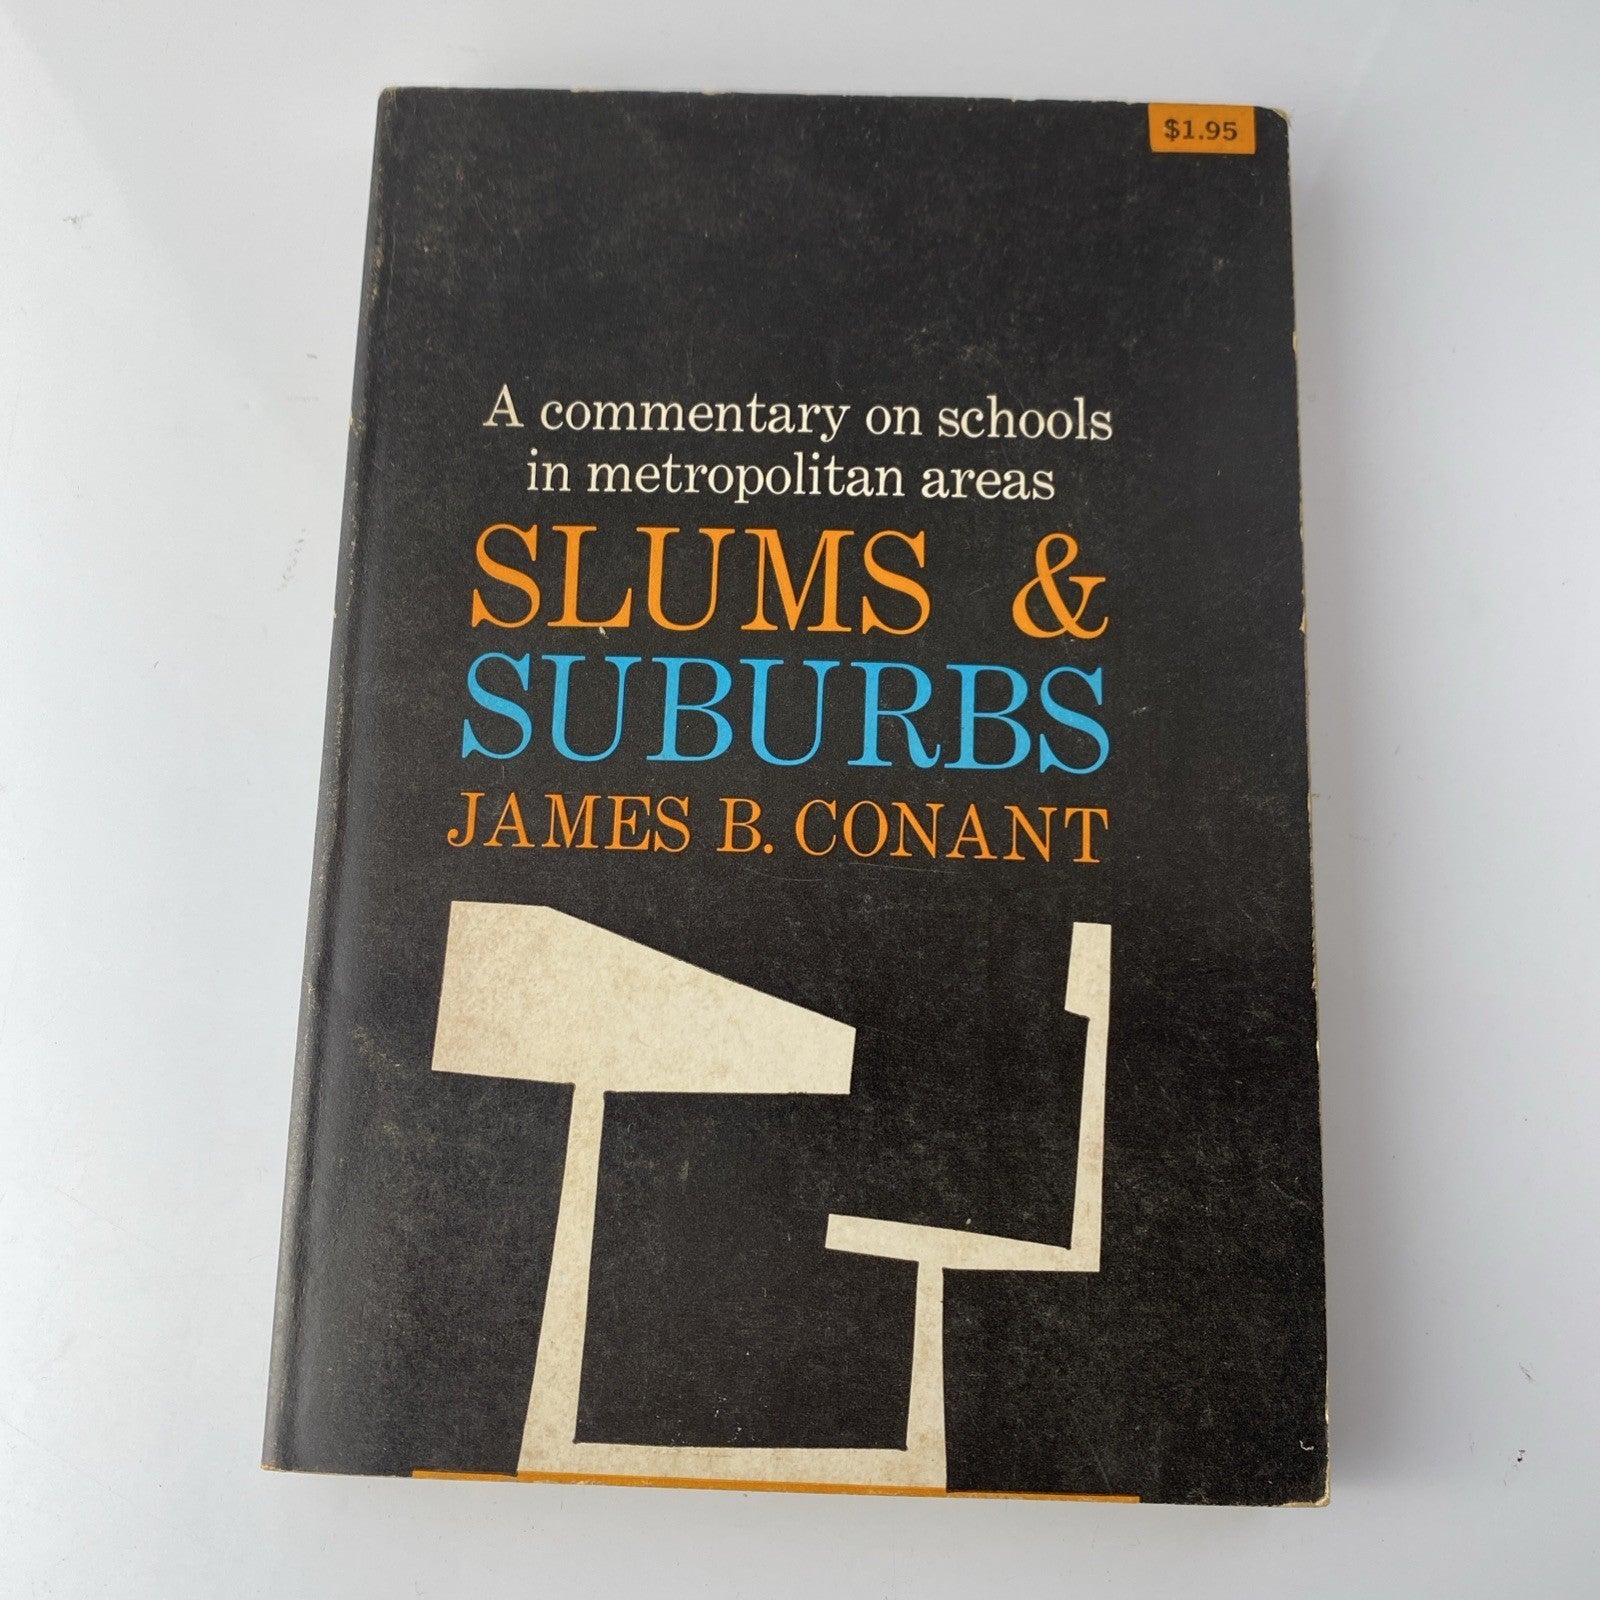 $1.95
A commentary on schools
in metropolitan areas
SLUMS &
SUBURBS
JAMES B. CONANT